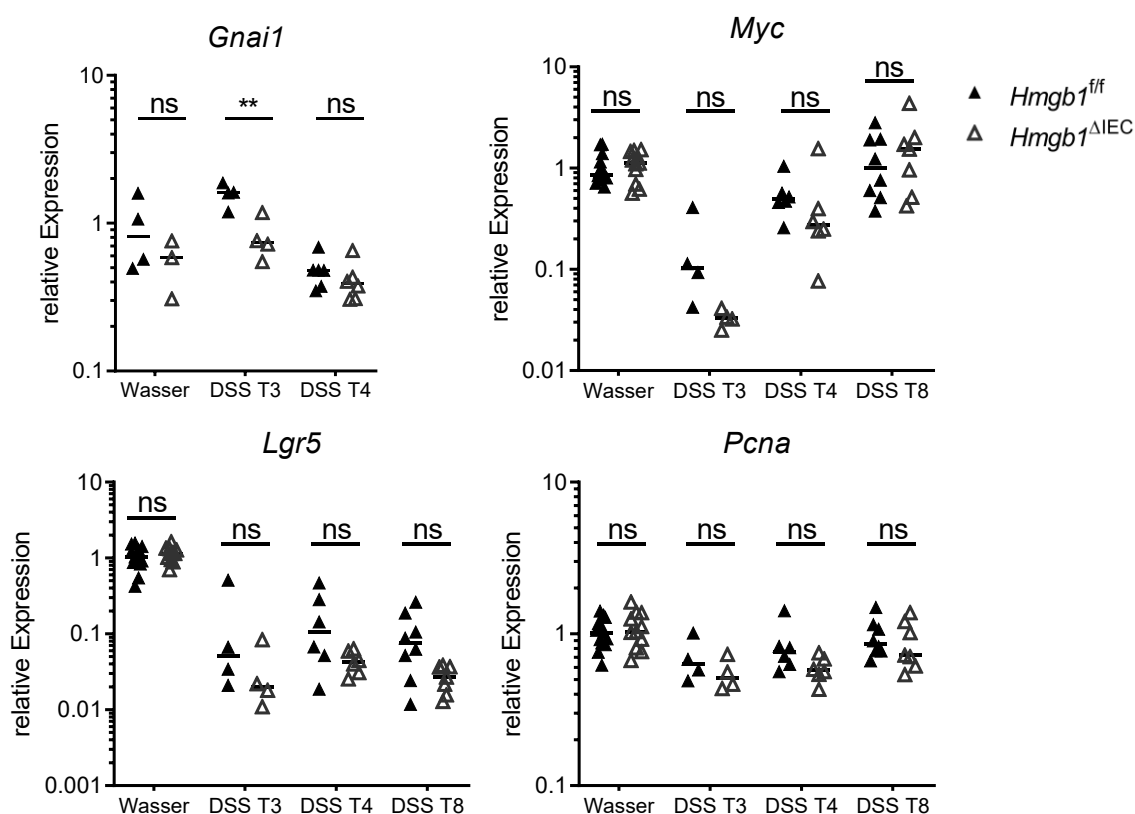 Gnai1
10
1
0.1
relative Expression
ns
**
ns
Wasser
DSS T3
DSS T4
Myc
10
1
0.1
0.01
relative Expression
ns
ns
ns
ns
Wasser
DSS T3
DSS T4
DSS T8
Hmgb1f/f
Hmgb1ΔIEC
Lgr5
10
1
0.1
0.01
0.001
relative Expression
ns
ns
ns
ns
Wasser
DSS T3
DSS T4
DSS T8
Pcna
10
1
0.1
relative Expression
ns
ns
ns
ns
Wasser
DSS T3
DSS T4
DSS T8